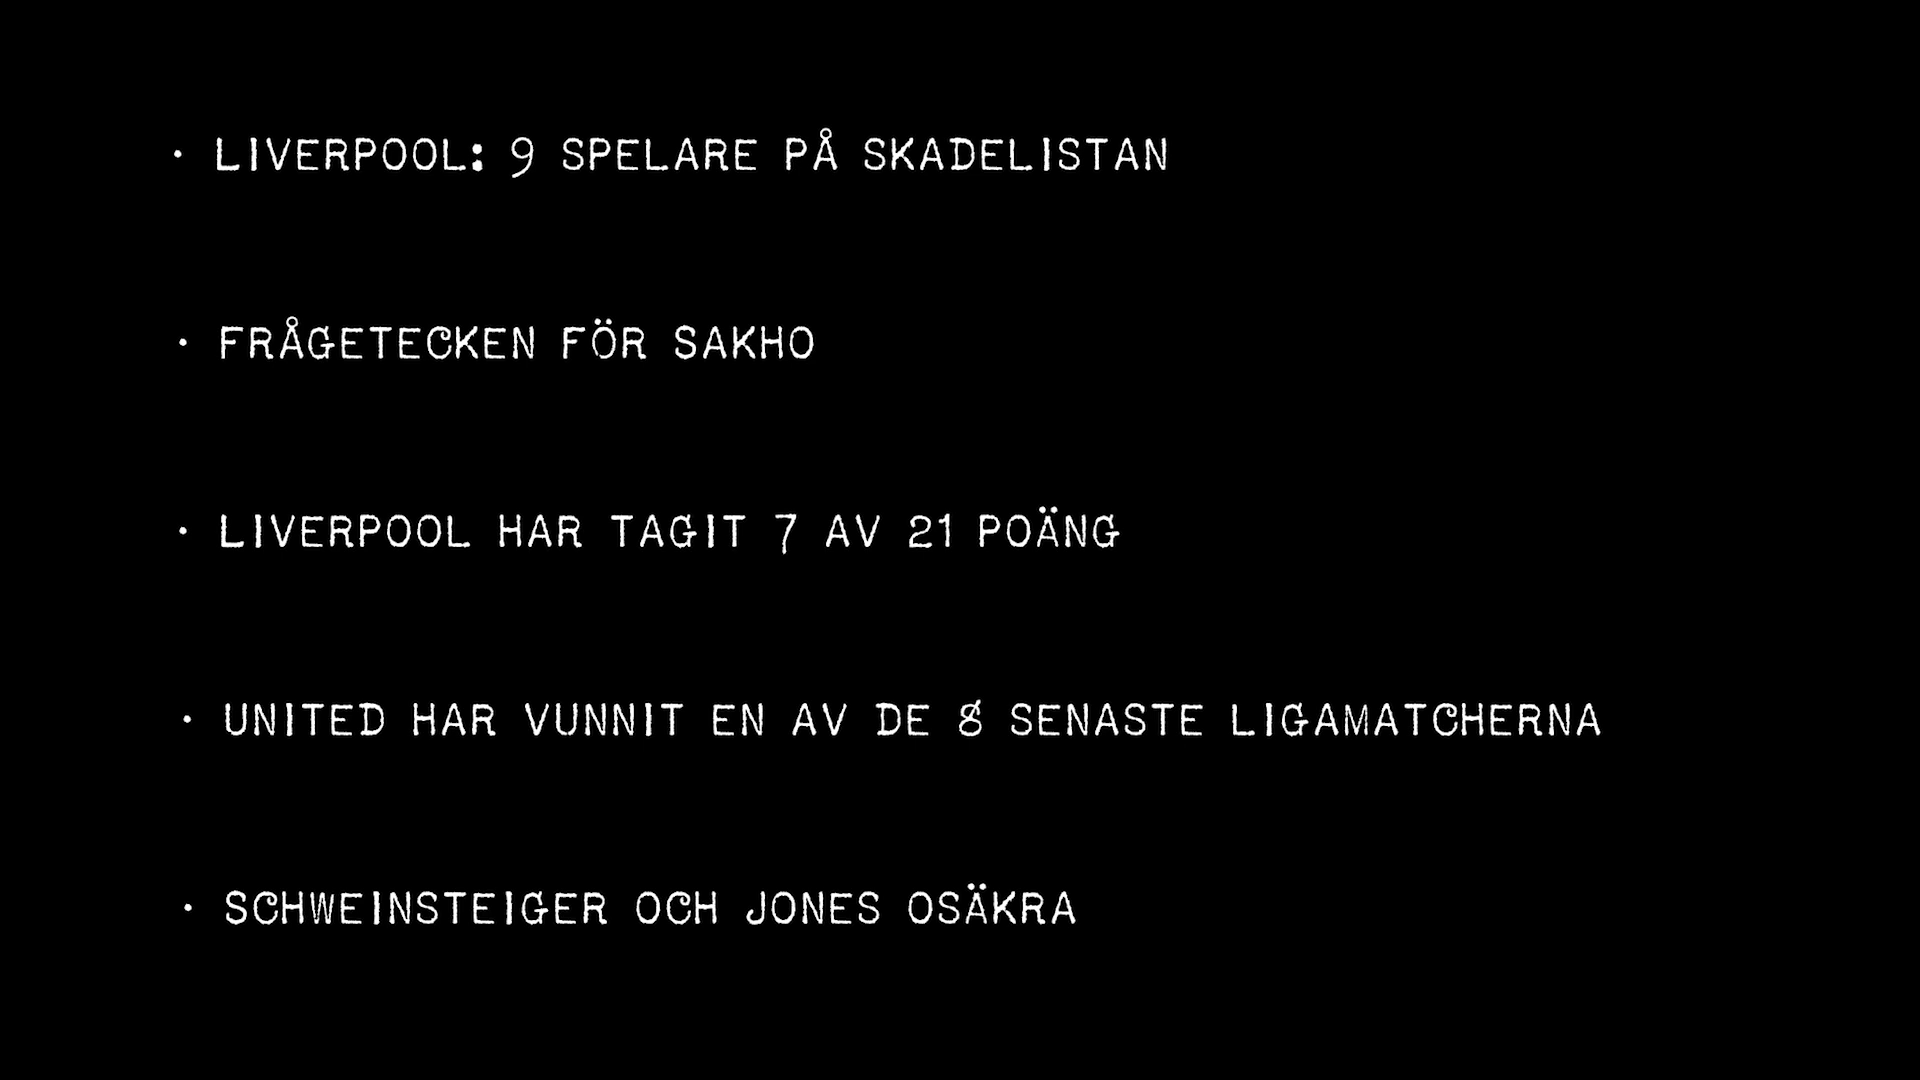 · LIVERPOOL: 9 SPELARE PÅ SKADELISTAN
· FRÅGETECKEN FÖR SAKHO
· LIVERPOOL HAR TAGIT 7 AV 21 POÄNG
· UNITED HAR VUNNIT EN AV DE 8 SENASTE LIGAMATCHERNA
· SCHWEINSTEIGER OCH JONES OSÄKRA